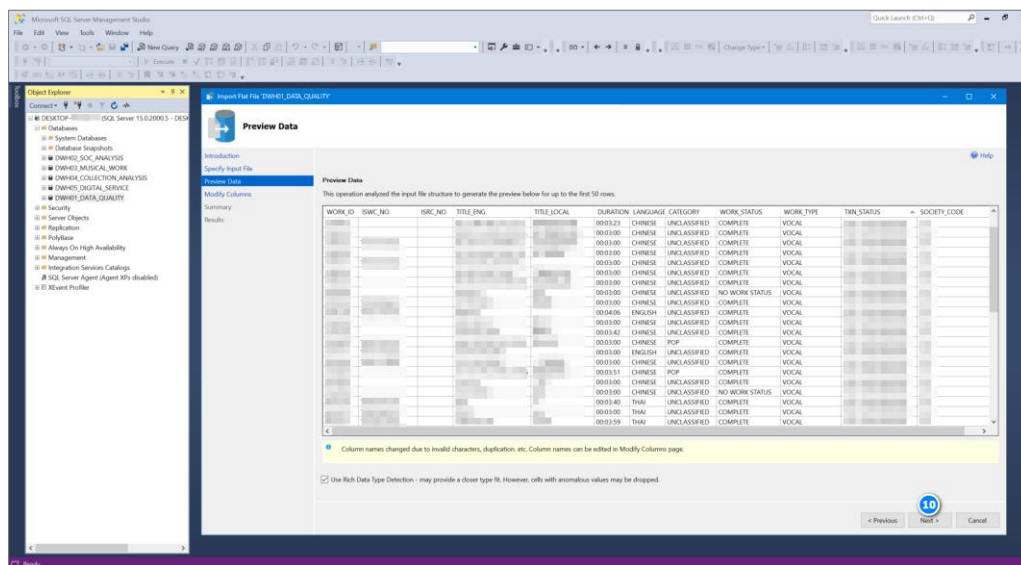 Microsoft SQL Server Management Studio
Quick Launch (Ctrl+Q)
File Edit View Tools Window Help
New Query
Change Type
Execute
Toolbox
Object Explorer
Connect
DESKTOP- (SQL Server 15.0.2000.5 - DESK
Databases
System Databases
Database Snapshots
DWH02_SOC_ANALYSIS
DWH03_MUSICAL_WORK
DWH04_COLLECTION_ANALYSIS
DWH05_DIGITAL_SERVICE
DWH01_DATA_QUALITY
Security
Server Objects
Replication
PolyBase
Always On High Availability
Management
Integration Services Catalogs
SQL Server Agent (Agent XPs disabled)
XEvent Profiler
Import Flat File 'DWH01_DATA_QUALITY'
Preview Data
Introduction
Specify Input File
Preview Data
Modify Columns
Summary
Results
Help
Preview Data
This operation analyzed the input file structure to generate the preview below for up to the first 50 rows.
WORK_ID ISWC_NO ISRC_NO TITLE_ENG TITLE_LOCAL DURATION LANGUAGE CATEGORY WORK_STATUS WORK_TYPE TXN_STATUS SOCIETY_CODE
00:03:23 CHINESE UNCLASSIFIED COMPLETE VOCAL
00:03:00 CHINESE UNCLASSIFIED COMPLETE VOCAL
00:03:00 CHINESE UNCLASSIFIED COMPLETE VOCAL
00:03:00 CHINESE UNCLASSIFIED COMPLETE VOCAL
00:03:00 CHINESE UNCLASSIFIED COMPLETE VOCAL
00:03:00 CHINESE UNCLASSIFIED COMPLETE VOCAL
00:03:00 CHINESE UNCLASSIFIED COMPLETE VOCAL
00:03:00 CHINESE UNCLASSIFIED NO WORK STATUS VOCAL
00:03:00 CHINESE UNCLASSIFIED COMPLETE VOCAL
00:04:06 ENGLISH UNCLASSIFIED COMPLETE VOCAL
00:03:00 CHINESE UNCLASSIFIED COMPLETE VOCAL
00:03:42 CHINESE UNCLASSIFIED COMPLETE VOCAL
00:03:00 CHINESE POP COMPLETE VOCAL
00:03:00 ENGLISH UNCLASSIFIED COMPLETE VOCAL
00:03:00 CHINESE UNCLASSIFIED COMPLETE VOCAL
00:03:51 CHINESE POP COMPLETE VOCAL
00:03:00 CHINESE UNCLASSIFIED COMPLETE VOCAL
00:03:00 CHINESE UNCLASSIFIED NO WORK STATUS VOCAL
00:03:40 THAI UNCLASSIFIED COMPLETE VOCAL
00:03:00 THAI UNCLASSIFIED COMPLETE VOCAL
00:03:59 THAI UNCLASSIFIED COMPLETE VOCAL
Column names changed due to invalid characters, duplication, etc. Column names can be edited in Modify Columns page.
Use Rich Data Type Detection - may provide a closer type fit. However, cells with anomalous values may be dropped.
10
< Previous Next > Cancel
Ready